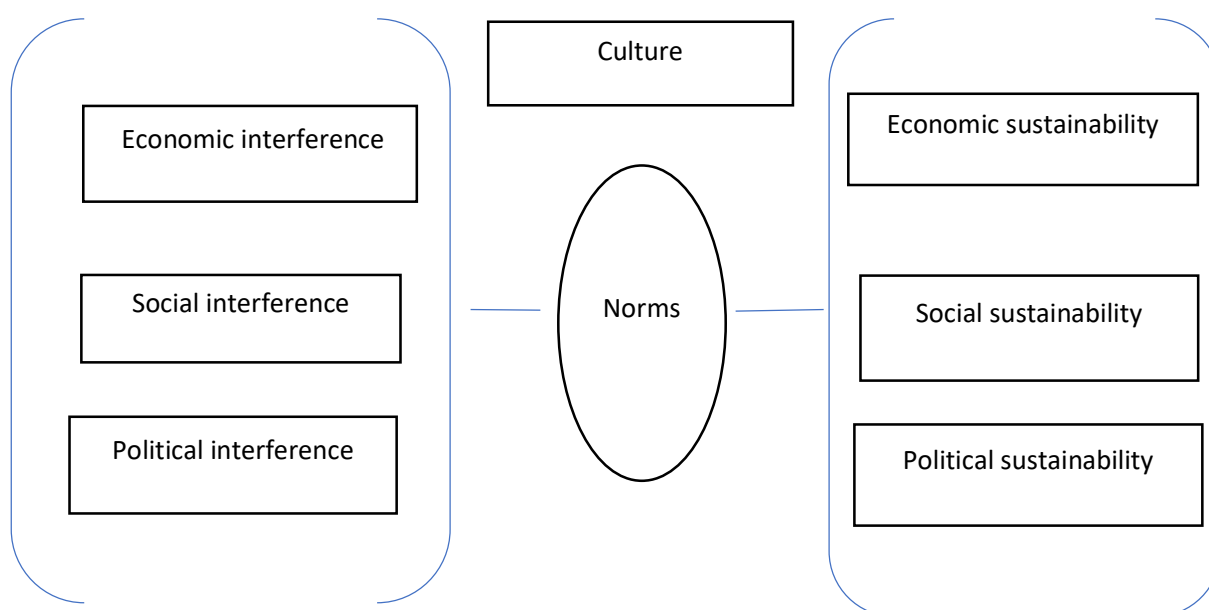 Culture
Economic interference
Economic sustainability
Social interference
Norms
Social sustainability
Political interference
Political sustainability